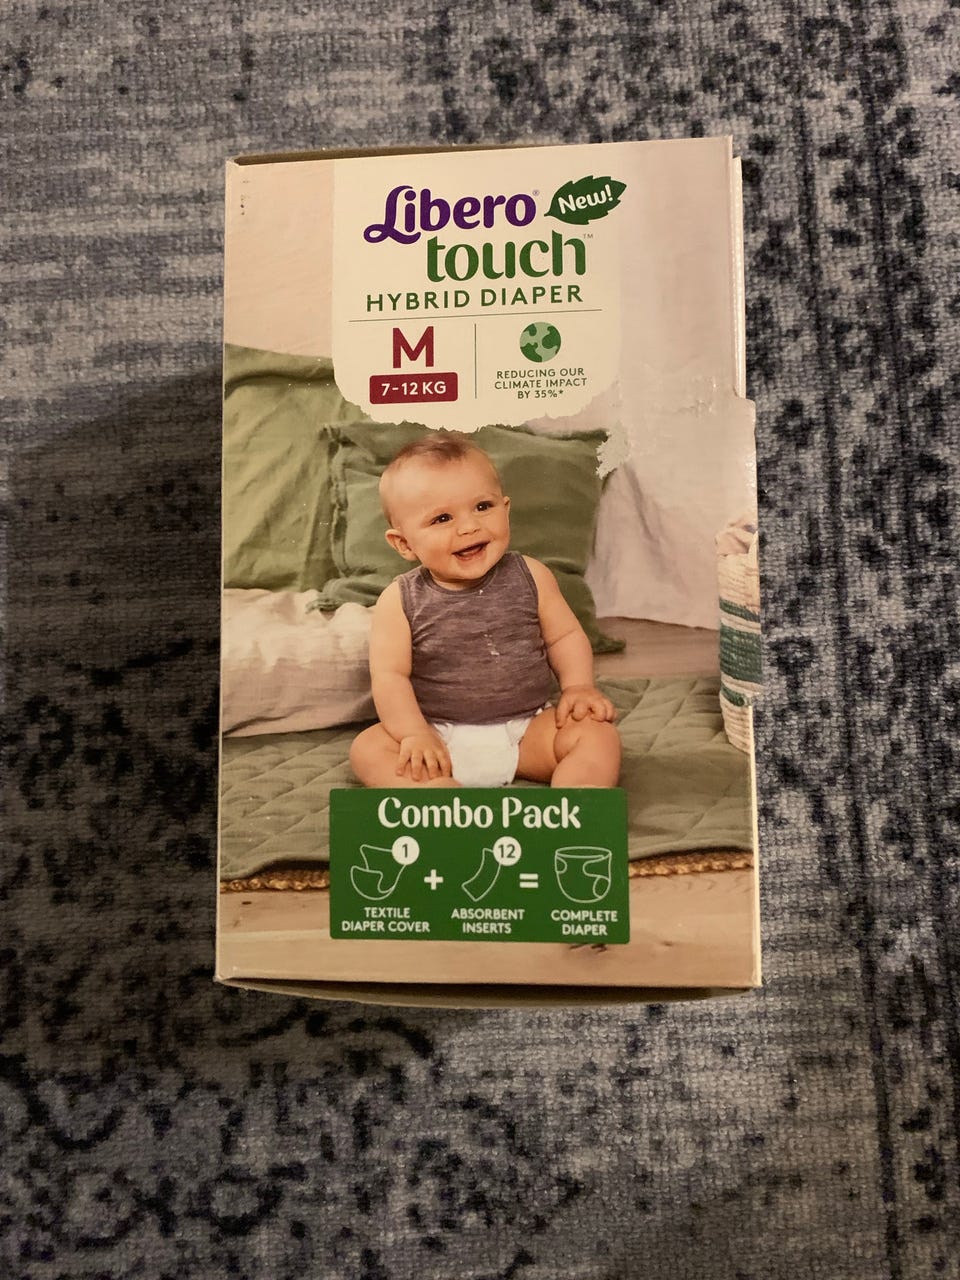 Libero® New!
touch™
HYBRID DIAPER
M
7-12 KG
REDUCING OUR
CLIMATE IMPACT
BY 35%*
Combo Pack
1 + 12 =
TEXTILE
DIAPER COVER
ABSORBENT
INSERTS
COMPLETE
DIAPER